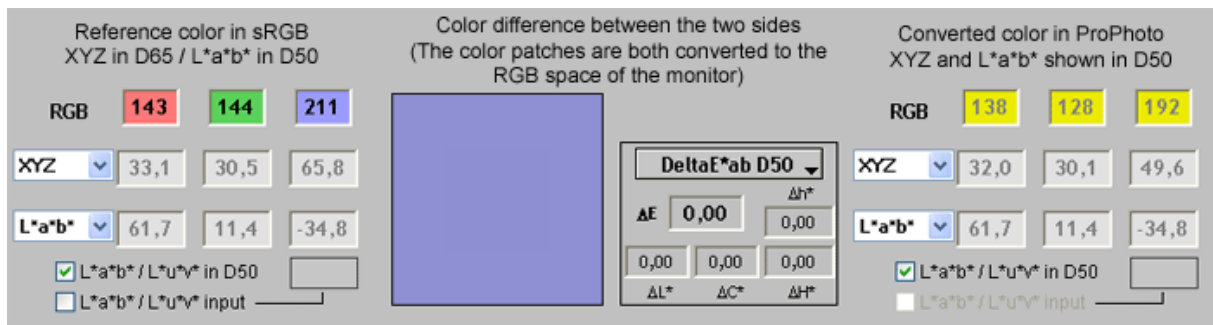 Reference color in sRGB
XYZ in D65 / L*a*b* in D50
RGB 143 144 211
XYZ 33,1 30,5 65,8
L*a*b* 61,7 11,4 -34,8
L*a*b* / L*u*v* in D50
L*a*b* / L*u*v* input
Color difference between the two sides
(The color patches are both converted to the
RGB space of the monitor)
DeltaE*ab D50
Δh*
ΔE 0,00 0,00
0,00 0,00 0,00
ΔL* ΔC* ΔH*
Converted color in ProPhoto
XYZ and L*a*b* shown in D50
RGB 138 128 192
XYZ 32,0 30,1 49,6
L*a*b* 61,7 11,4 -34,8
L*a*b* / L*u*v* in D50
L*a*b* / L*u*v* input